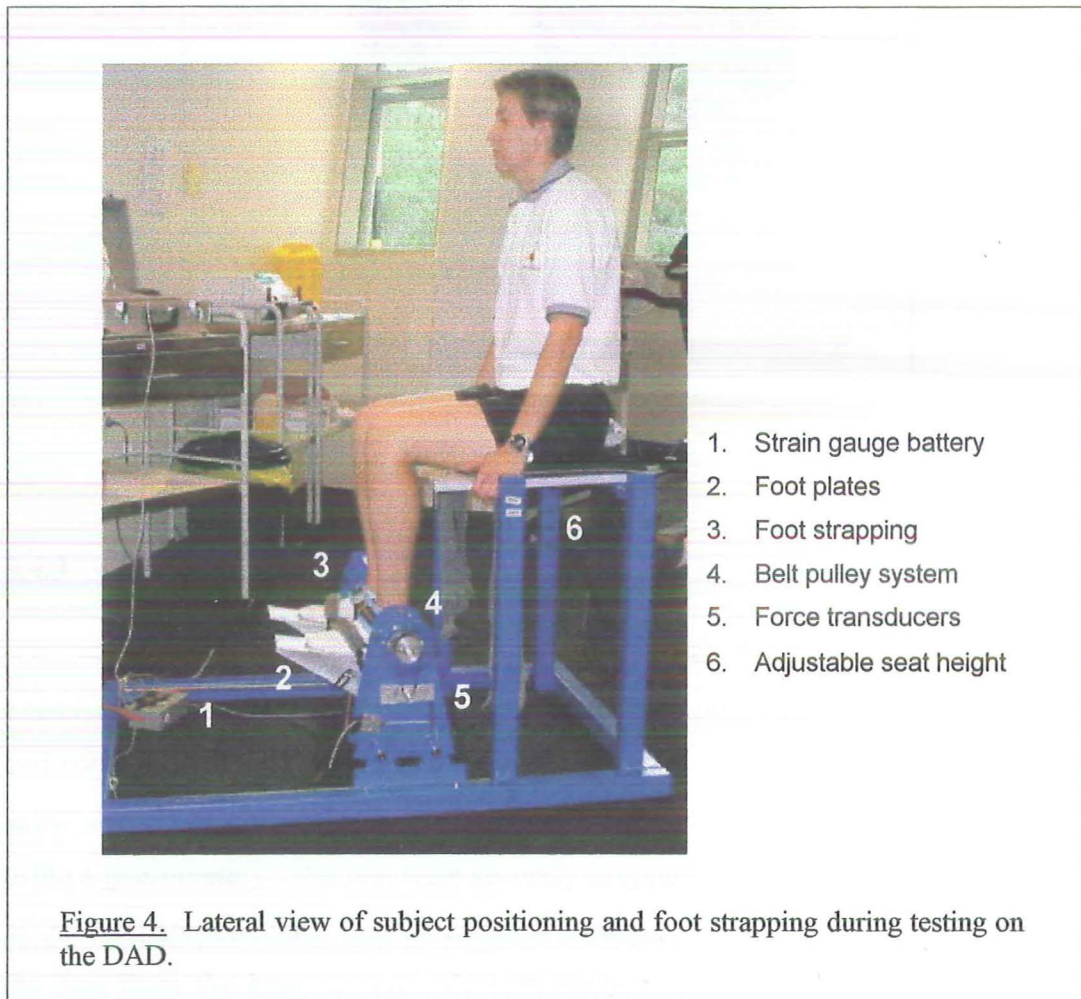 3
4
6
2
5
1
1. Strain gauge battery
2. Foot plates
3. Foot strapping
4. Belt pulley system
5. Force transducers
6. Adjustable seat height
Figure 4. Lateral view of subject positioning and foot strapping during testing on
the DAD.